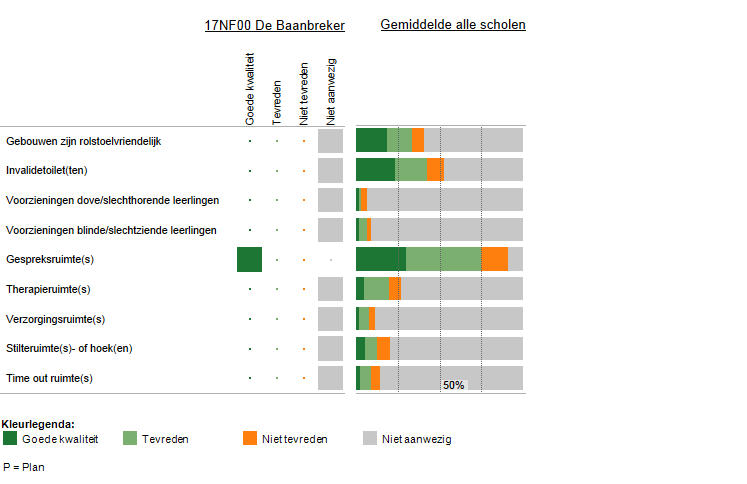 17NF00 De Baanbreker
Gemiddelde alle scholen
Goede kwaliteit
Tevreden
Niet tevreden
Niet aanwezig
Gebouwen zijn rolstoelvriendelijk
Invalidetoilet(ten)
Voorzieningen dove/slechthorende leerlingen
Voorzieningen blinde/slechtziende leerlingen
Gespreksruimte(s)
Therapieruimte(s)
Verzorgingsruimte(s)
Stilteruimte(s)- of hoek(en)
Time out ruimte(s)
50%
Kleurlegenda:
Goede kwaliteit
Tevreden
Niet tevreden
Niet aanwezig
P = Plan